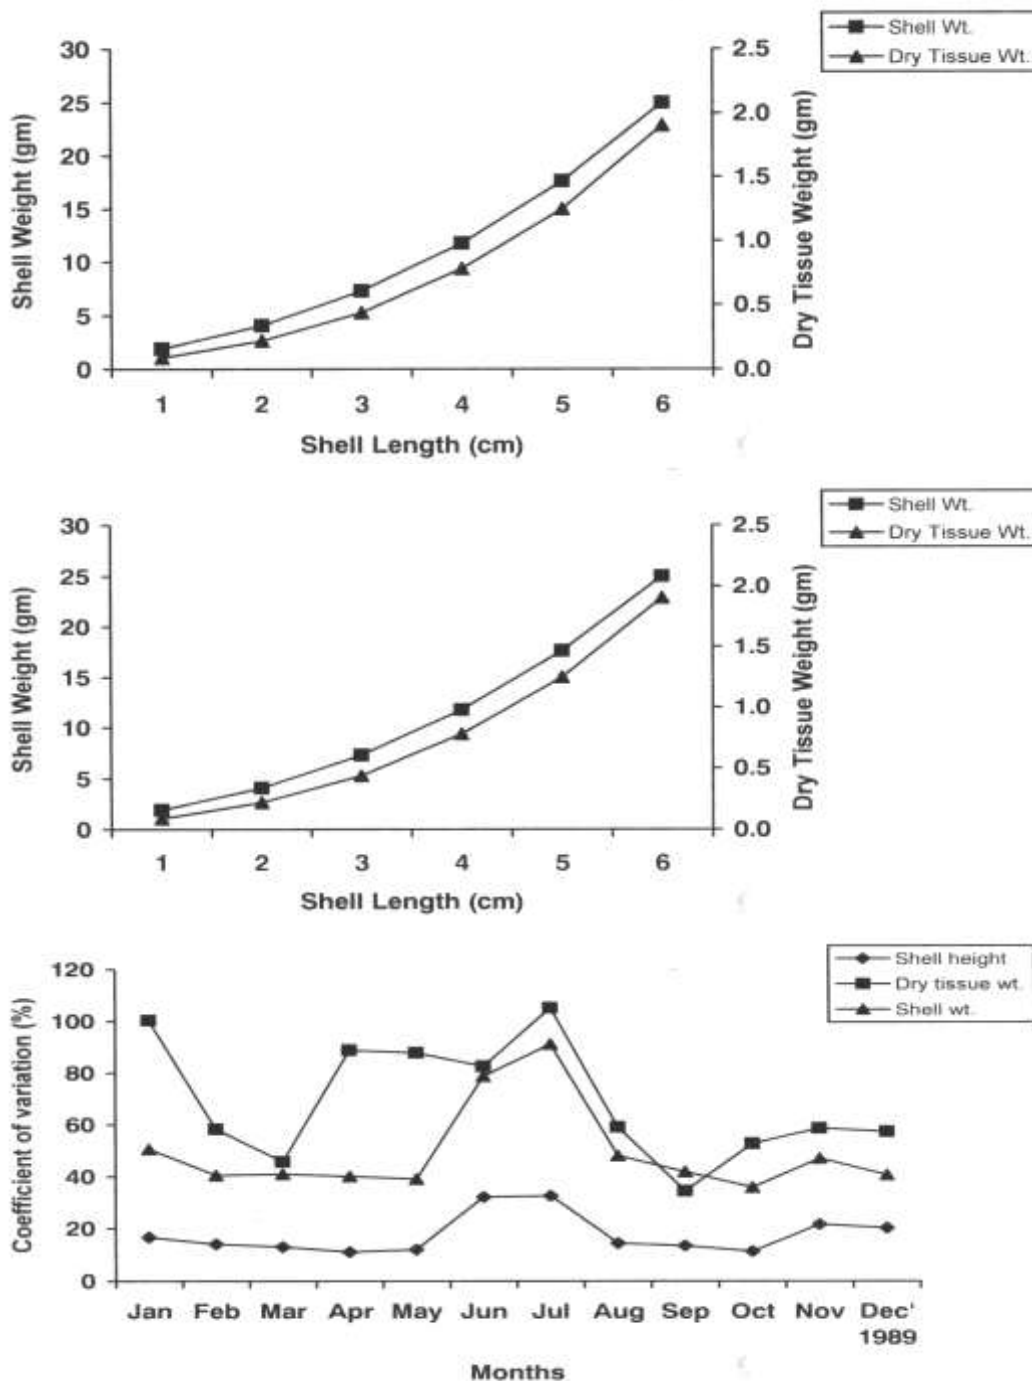 Shell Wt.
Dry Tissue Wt.
30
25
20
15
10
5
0
Shell Weight (gm)
2.5
2.0
1.5
1.0
0.5
0.0
Dry Tissue Weight (gm)
1 2 3 4 5 6
Shell Length (cm)
Shell Wt.
Dry Tissue Wt.
30
25
20
15
10
5
0
Shell Weight (gm)
2.5
2.0
1.5
1.0
0.5
0.0
Dry Tissue Weight (gm)
1 2 3 4 5 6
Shell Length (cm)
Shell height
Dry tissue wt.
Shell wt.
120
100
80
60
40
20
0
Coefficient of variation (%)
Jan Feb Mar Apr May Jun Jul Aug Sep Oct Nov Dec'
1989
Months